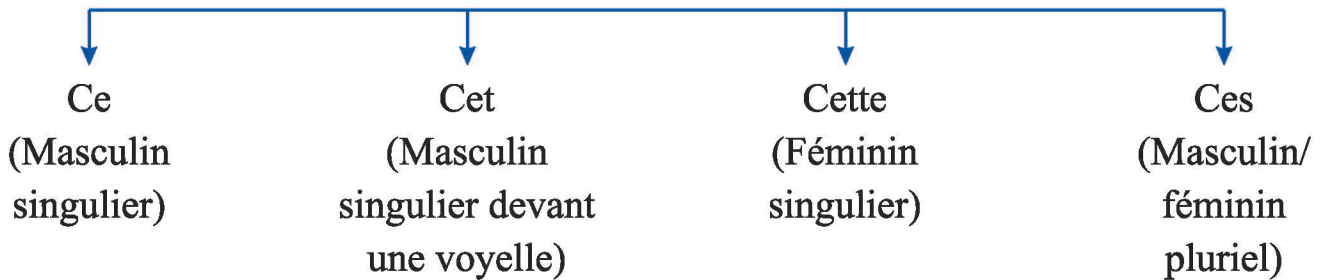 Ce
(Masculin
singulier)
Cet
(Masculin
singulier devant
une voyelle)
Cette
(Féminin
singulier)
Ces
(Masculin/
féminin
pluriel)